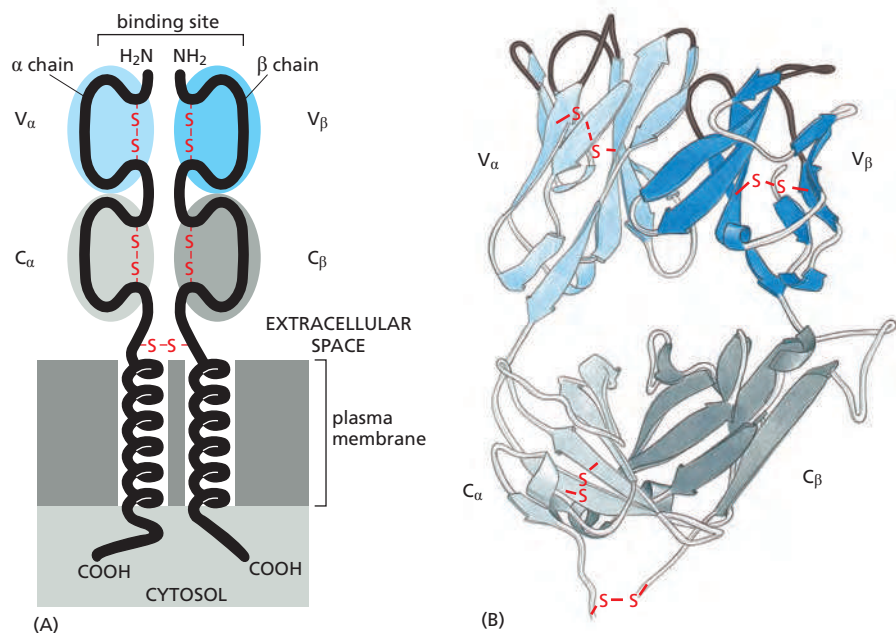 binding site
H₂N NH₂
α chain β chain
Vα Vβ
S S
S S
Cα Cβ
S S
S S
EXTRACELLULAR
SPACE
S S
plasma
membrane
COOH COOH
CYTOSOL
(A)
Vα Vβ
S
S
S S
Cα Cβ
S
S
S S
(B)